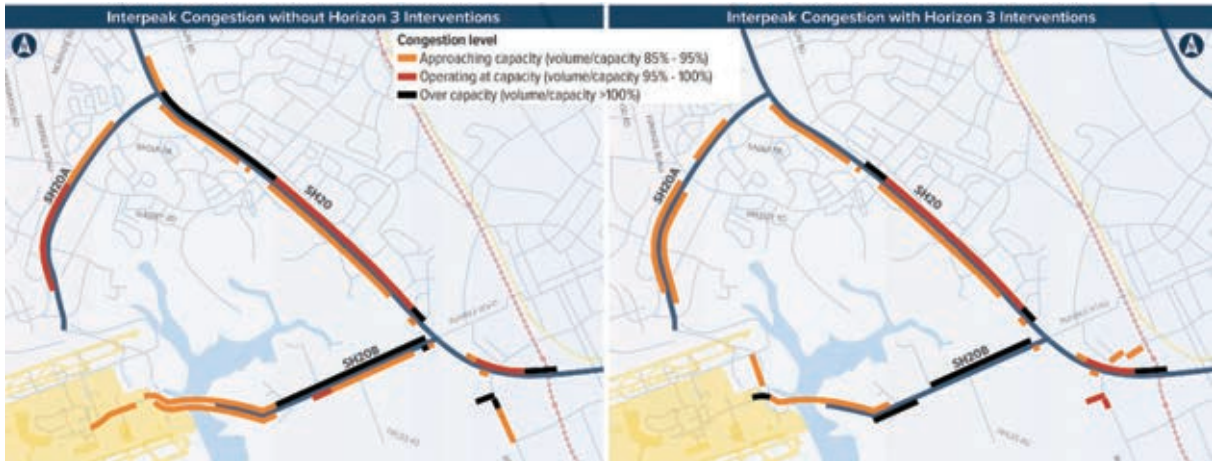 Interpeak Congestion without Horizon 3 Interventions
Congestion level
Approaching capacity (volume/capacity 85% - 95%)
Operating at capacity (volume/capacity 95% - 100%)
Over capacity (volume/capacity >100%)
SH20A
SH20
SH20B
Interpeak Congestion with Horizon 3 Interventions
SH20A
SH20
SH20B